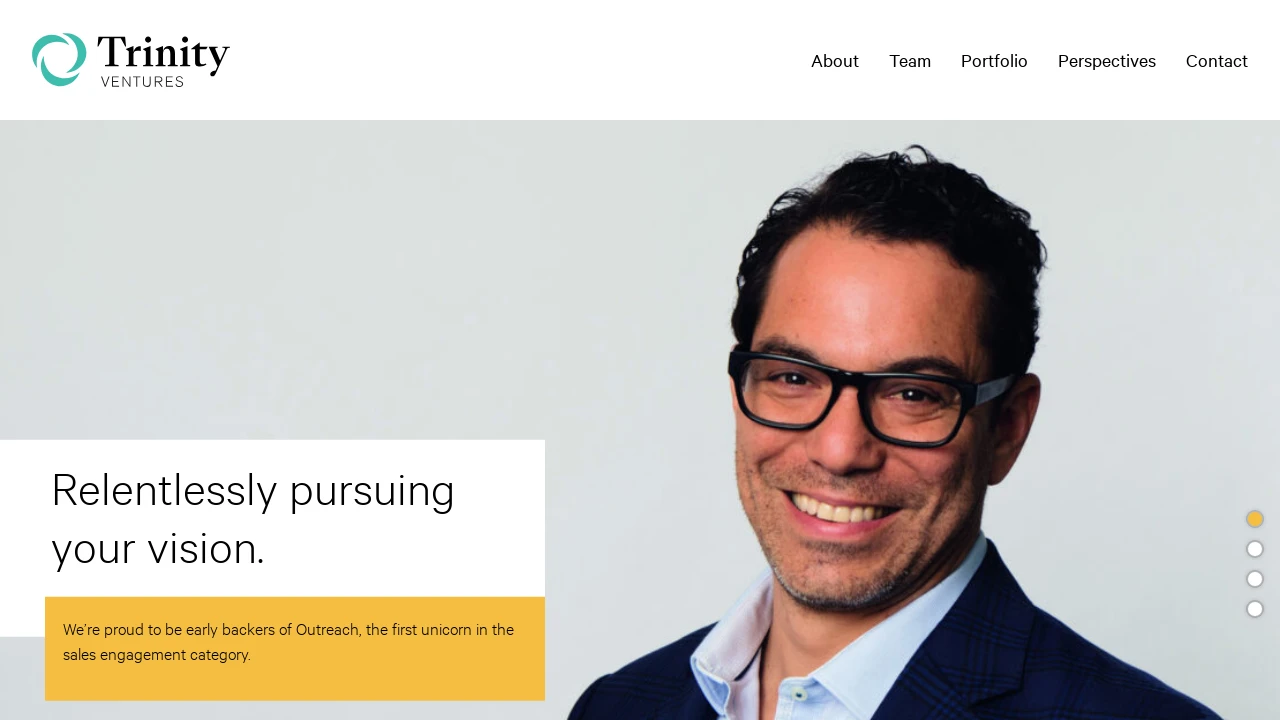 Trinity
VENTURES
About
Team
Portfolio
Perspectives
Contact
Relentlessly pursuing
your vision.
We're proud to be early backers of Outreach, the first unicorn in the
sales engagement category.